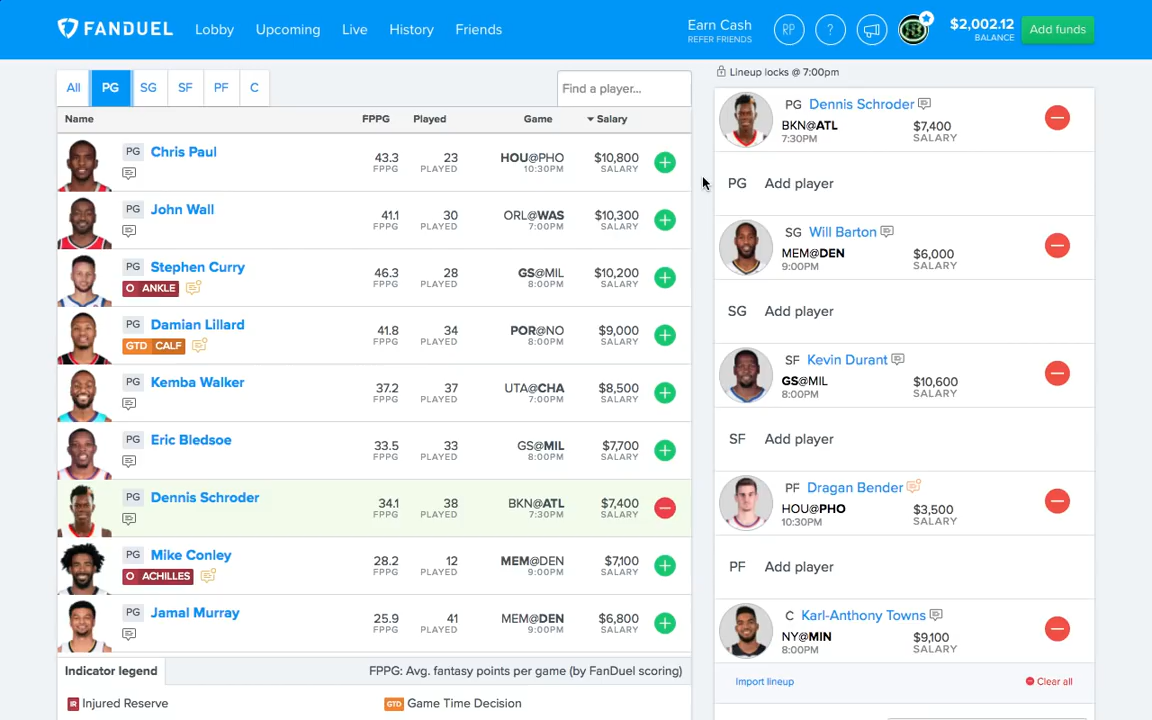 FANDUEL Lobby Upcoming Live History Friends Earn Cash REFER FRIENDS RP ? $2,002.12 BALANCE Add funds
All PG SG SF PF C Find a player...
Name FPPG Played Game Salary
PG Chris Paul 43.3 FPPG 23 PLAYED HOU@PHO 10:30PM $10,800 SALARY
PG John Wall 41.1 FPPG 30 PLAYED ORL@WAS 7:00PM $10,300 SALARY
PG Stephen Curry 46.3 FPPG 28 PLAYED GS@MIL 8:00PM $10,200 SALARY
O ANKLE
PG Damian Lillard 41.8 FPPG 34 PLAYED POR@NO 8:00PM $9,000 SALARY
GTD CALF
PG Kemba Walker 37.2 FPPG 37 PLAYED UTA@CHA 7:00PM $8,500 SALARY
PG Eric Bledsoe 33.5 FPPG 33 PLAYED GS@MIL 8:00PM $7,700 SALARY
PG Dennis Schroder 34.1 FPPG 38 PLAYED BKN@ATL 7:30PM $7,400 SALARY
PG Mike Conley 28.2 FPPG 12 PLAYED MEM@DEN 9:00PM $7,100 SALARY
O ACHILLES
PG Jamal Murray 25.9 FPPG 41 PLAYED MEM@DEN 9:00PM $6,800 SALARY
Indicator legend FPPG: Avg. fantasy points per game (by FanDuel scoring)
IR Injured Reserve GTD Game Time Decision
Lineup locks @ 7:00pm
PG Dennis Schroder
BKN@ATL $7,400
7:30PM SALARY
PG Add player
SG Will Barton
MEM@DEN $6,000
9:00PM SALARY
SG Add player
SF Kevin Durant
GS@MIL $10,600
8:00PM SALARY
SF Add player
PF Dragan Bender
HOU@PHO $3,500
10:30PM SALARY
PF Add player
C Karl-Anthony Towns
NY@MIN $9,100
8:00PM SALARY
Import lineup Clear all